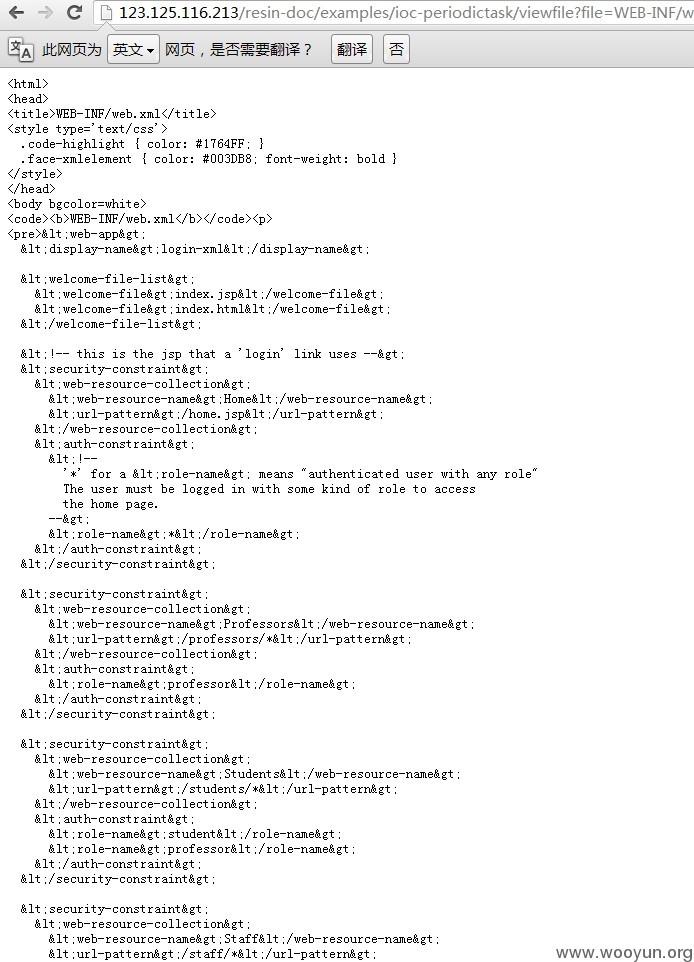 123.125.116.213/resin-doc/examples/ioc-periodictask/viewfile?file=WEB-INF/w
此网页为 英文 网页，是否需要翻译？ 翻译 否
<html>
<head>
<title>WEB-INF/web.xml</title>
<style type='text/css'>
  .code-highlight { color: #1764FF; }
  .face-xmlelement { color: #003DB8; font-weight: bold }
</style>
</head>
<body bgcolor=white>
<code><b>WEB-INF/web.xml</b></code><p>
<pre>&lt;web-app&gt;
  &lt;display-name&gt;login-xml&lt;/display-name&gt;

  &lt;welcome-file-list&gt;
    &lt;welcome-file&gt;index.jsp&lt;/welcome-file&gt;
    &lt;welcome-file&gt;index.html&lt;/welcome-file&gt;
  &lt;/welcome-file-list&gt;

  &lt;!-- this is the jsp that a 'login' link uses --&gt;
  &lt;security-constraint&gt;
    &lt;web-resource-collection&gt;
      &lt;web-resource-name&gt;Home&lt;/web-resource-name&gt;
      &lt;url-pattern&gt;/home.jsp&lt;/url-pattern&gt;
    &lt;/web-resource-collection&gt;
    &lt;auth-constraint&gt;
      &lt;!--
        '*' for a &lt;role-name&gt; means "authenticated user with any role"
        The user must be logged in with some kind of role to access
        the home page.
      --&gt;
      &lt;role-name&gt;*&lt;/role-name&gt;
    &lt;/auth-constraint&gt;
  &lt;/security-constraint&gt;

  &lt;security-constraint&gt;
    &lt;web-resource-collection&gt;
      &lt;web-resource-name&gt;Professors&lt;/web-resource-name&gt;
      &lt;url-pattern&gt;/professors/*&lt;/url-pattern&gt;
    &lt;/web-resource-collection&gt;
    &lt;auth-constraint&gt;
      &lt;role-name&gt;professor&lt;/role-name&gt;
    &lt;/auth-constraint&gt;
  &lt;/security-constraint&gt;

  &lt;security-constraint&gt;
    &lt;web-resource-collection&gt;
      &lt;web-resource-name&gt;Students&lt;/web-resource-name&gt;
      &lt;url-pattern&gt;/students/*&lt;/url-pattern&gt;
    &lt;/web-resource-collection&gt;
    &lt;auth-constraint&gt;
      &lt;role-name&gt;student&lt;/role-name&gt;
      &lt;role-name&gt;professor&lt;/role-name&gt;
    &lt;/auth-constraint&gt;
  &lt;/security-constraint&gt;

  &lt;security-constraint&gt;
    &lt;web-resource-collection&gt;
      &lt;web-resource-name&gt;Staff&lt;/web-resource-name&gt;
      &lt;url-pattern&gt;/staff/*&lt;/url-pattern&gt;
www.wooyun.org